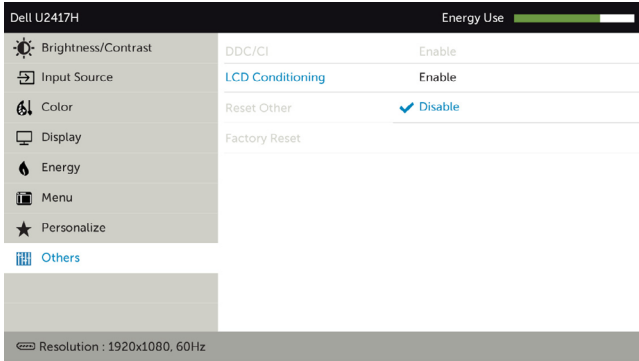 Dell U2417H Energy Use
Brightness/Contrast
Input Source
Color
Display
Energy
Menu
Personalize
Others
DDC/CI Enable
LCD Conditioning Enable
Reset Other Disable
Factory Reset
Resolution : 1920x1080, 60Hz